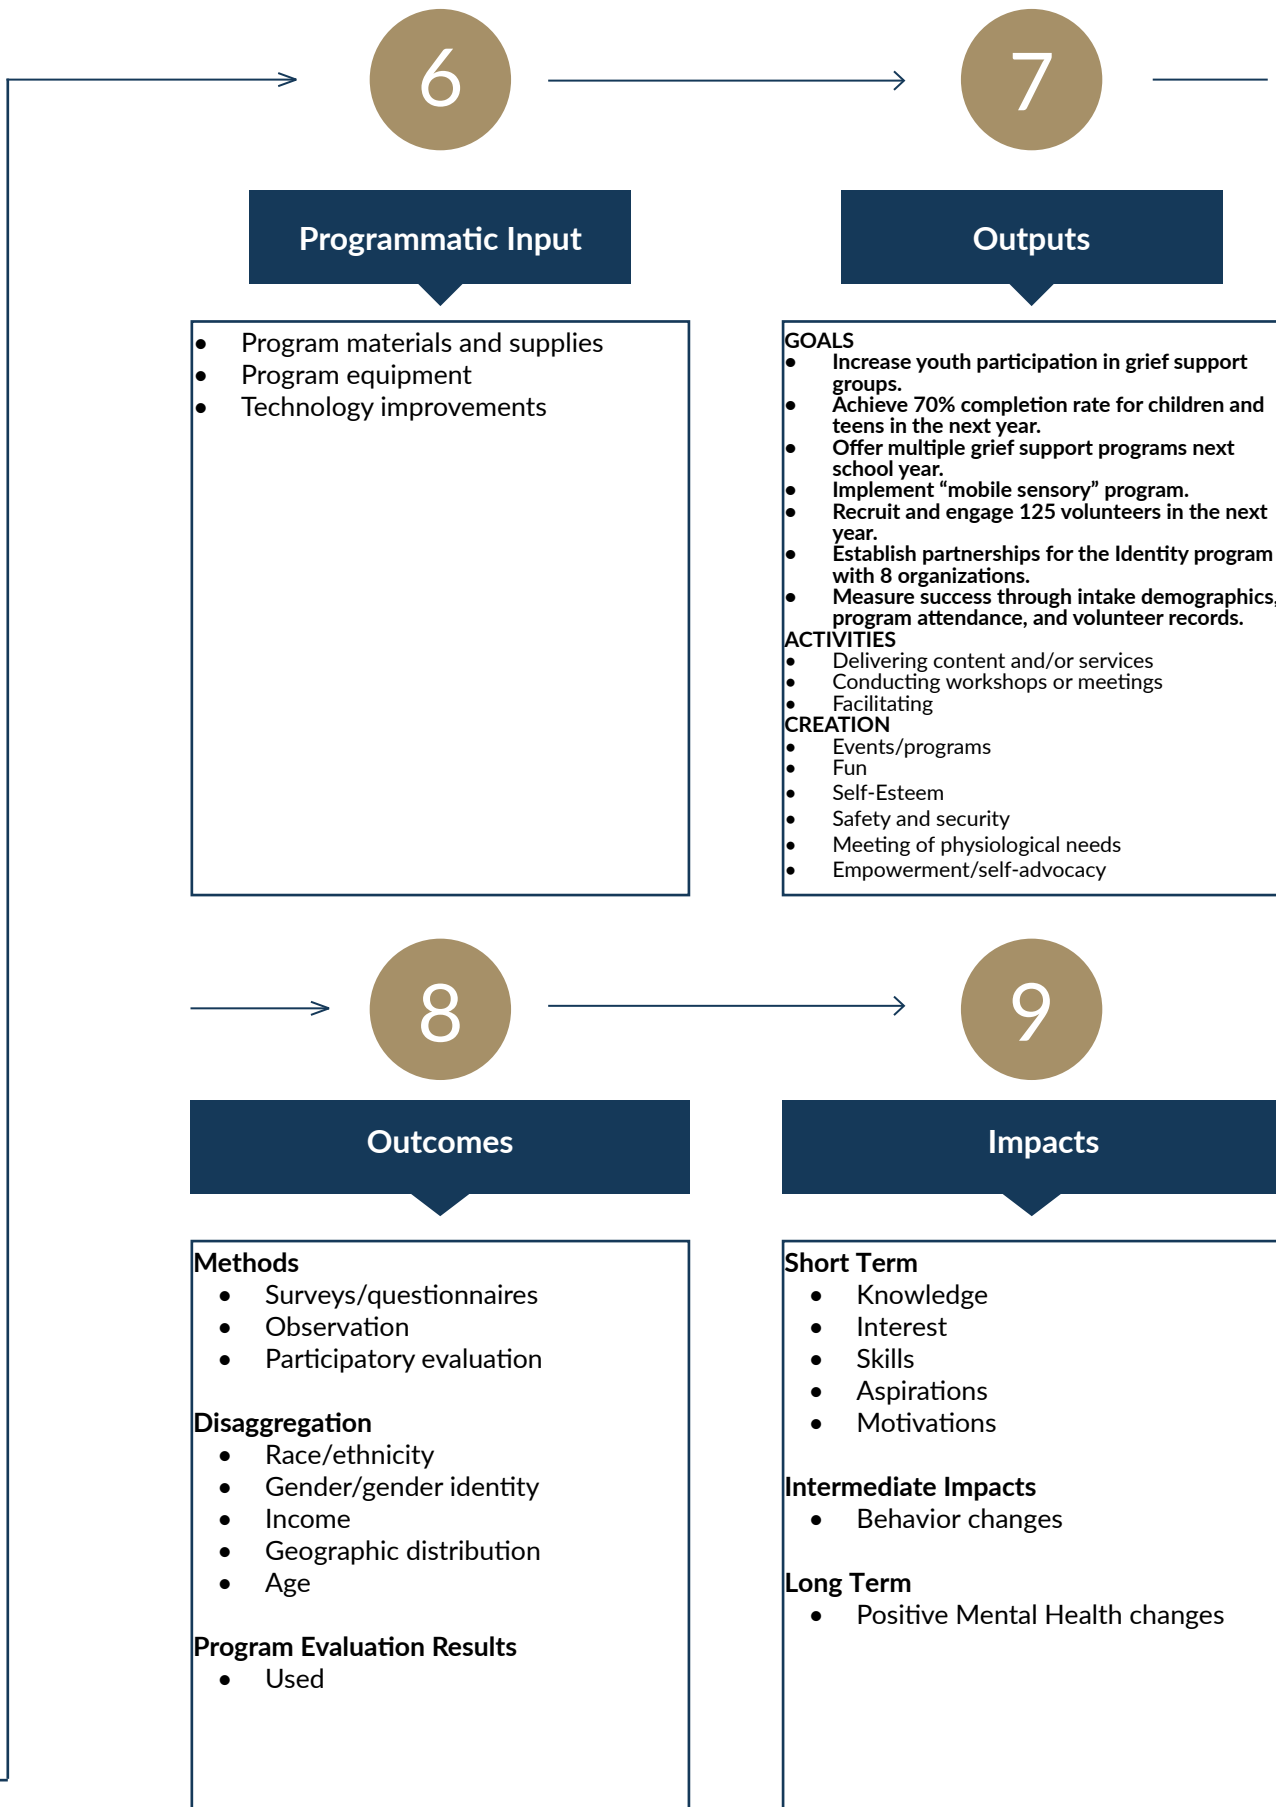 6
7
Programmatic Input
Outputs
• Program materials and supplies
• Program equipment
• Technology improvements
GOALS
• Increase youth participation in grief support
groups.
• Achieve 70% completion rate for children and
teens in the next year.
• Offer multiple grief support programs next
school year.
• Implement “mobile sensory” program.
• Recruit and engage 125 volunteers in the next
year.
• Establish partnerships for the Identity program
with 8 organizations.
• Measure success through intake demographics,
program attendance, and volunteer records.
ACTIVITIES
• Delivering content and/or services
• Conducting workshops or meetings
• Facilitating
CREATION
• Events/programs
• Fun
• Self-Esteem
• Safety and security
• Meeting of physiological needs
• Empowerment/self-advocacy
8
9
Outcomes
Impacts
Methods
• Surveys/questionnaires
• Observation
• Participatory evaluation
Disaggregation
• Race/ethnicity
• Gender/gender identity
• Income
• Geographic distribution
• Age
Program Evaluation Results
• Used
Short Term
• Knowledge
• Interest
• Skills
• Aspirations
• Motivations
Intermediate Impacts
• Behavior changes
Long Term
• Positive Mental Health changes